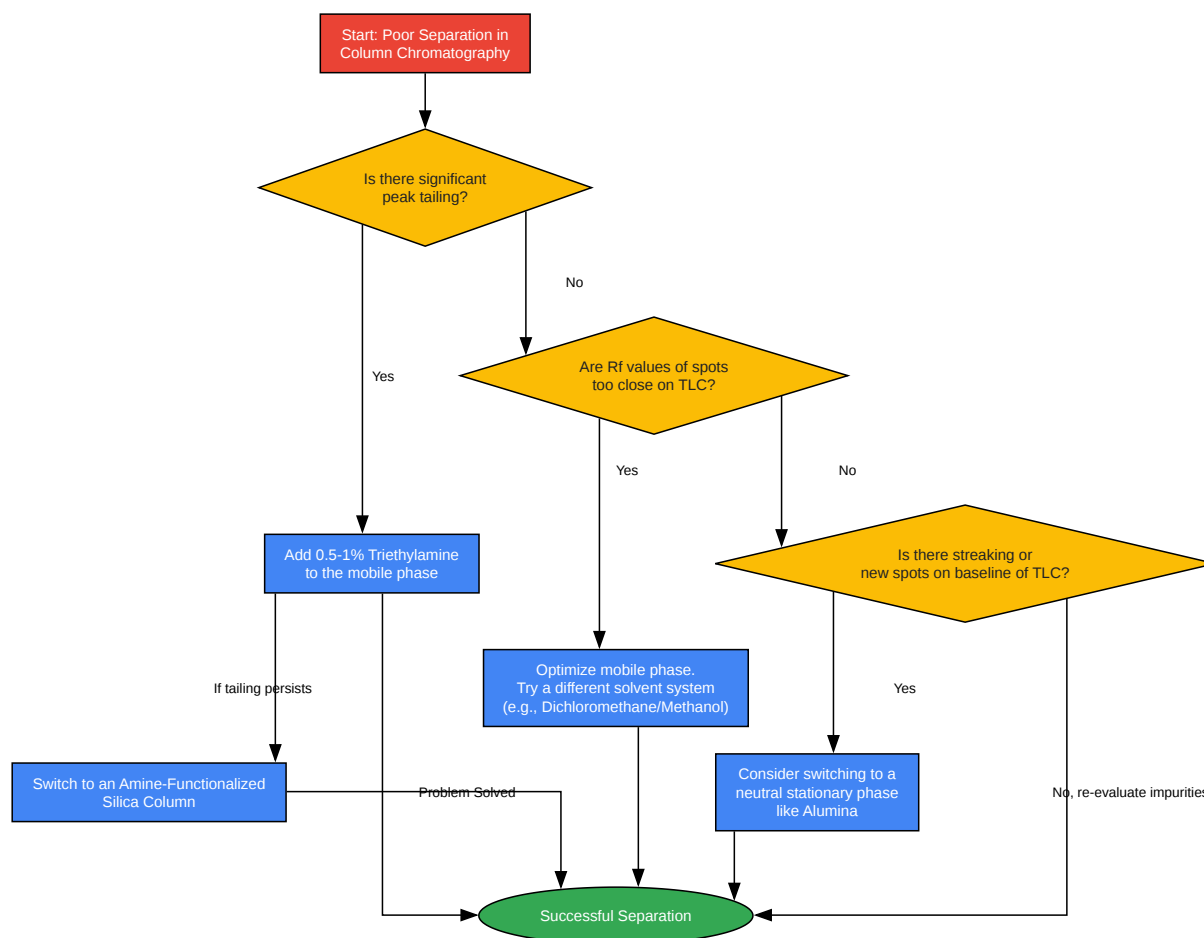 Start: Poor Separation in
Column Chromatography
Is there significant
peak tailing?
No
Are Rf values of spots
too close on TLC?
Yes
Yes
No
Add 0.5-1% Triethylamine
to the mobile phase
Is there streaking or
new spots on baseline of TLC?
Optimize mobile phase.
Try a different solvent system
(e.g., Dichloromethane/Methanol)
If tailing persists
Yes
Switch to an Amine-Functionalized
Silica Column
Problem Solved
Consider switching to a
neutral stationary phase
like Alumina
No, re-evaluate impurities
Successful Separation